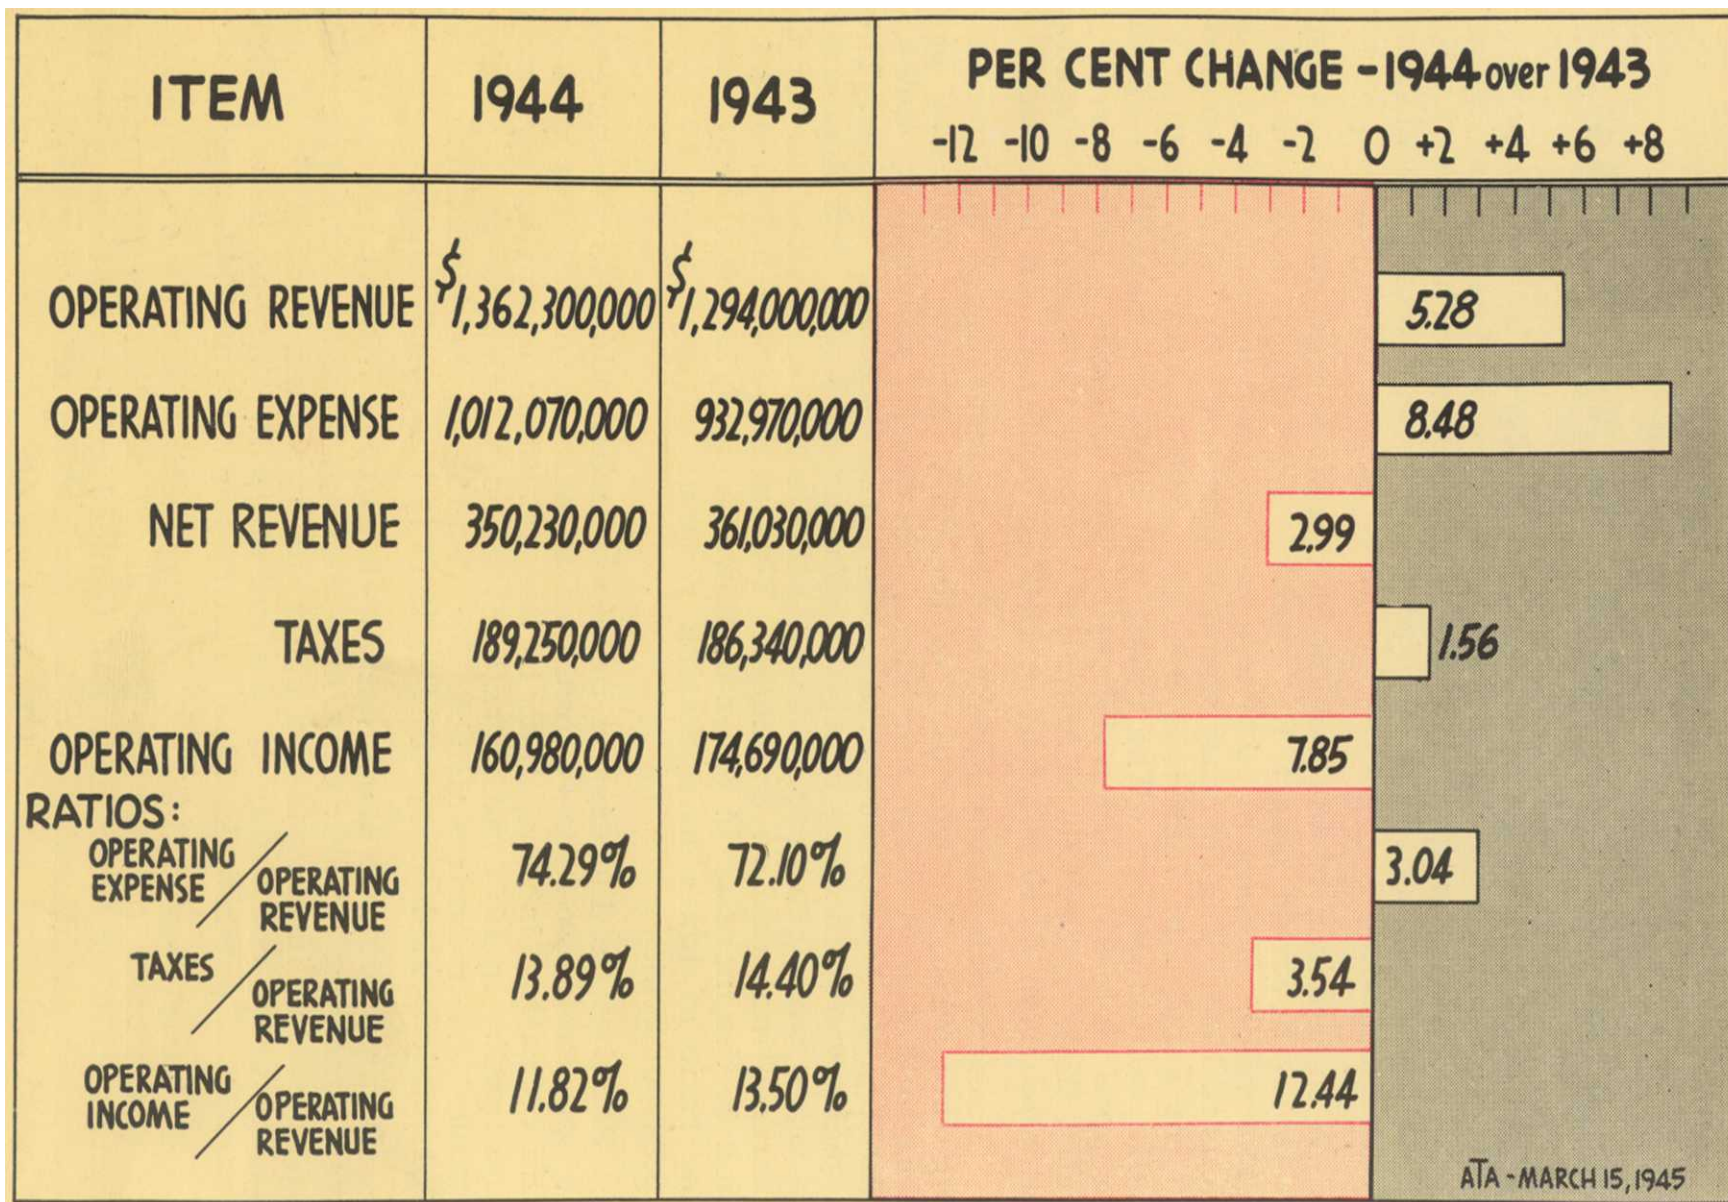 ITEM 1944 1943 PER CENT CHANGE - 1944 over 1943
-12 -10 -8 -6 -4 -2 0 +2 +4 +6 +8
OPERATING REVENUE $1,362,300,000 $1,294,000,000 5.28
OPERATING EXPENSE 1,012,070,000 932,970,000 8.48
NET REVENUE 350,230,000 361,030,000 2.99
TAXES 189,250,000 186,340,000 1.56
OPERATING INCOME 160,980,000 174,690,000 7.85
RATIOS:
OPERATING EXPENSE / OPERATING REVENUE 74.29% 72.10% 3.04
TAXES / OPERATING REVENUE 13.89% 14.40% 3.54
OPERATING INCOME / OPERATING REVENUE 11.82% 13.50% 12.44
ATA - MARCH 15, 1945